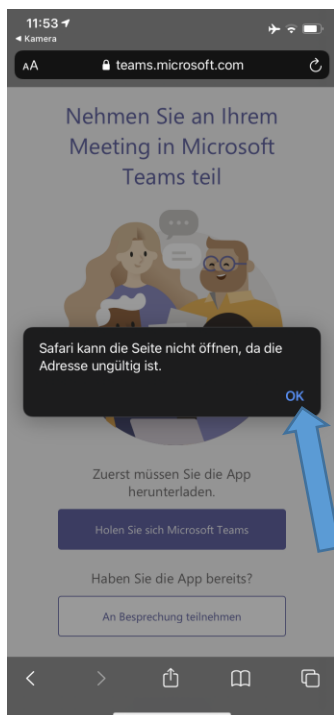 11:53
◀ Kamera
AA teams.microsoft.com
Nehmen Sie an Ihrem
Meeting in Microsoft
Teams teil
Safari kann die Seite nicht öffnen, da die
Adresse ungültig ist.
OK
Zuerst müssen Sie die App
herunterladen.
Holen Sie sich Microsoft Teams
Haben Sie die App bereits?
An Besprechung teilnehmen